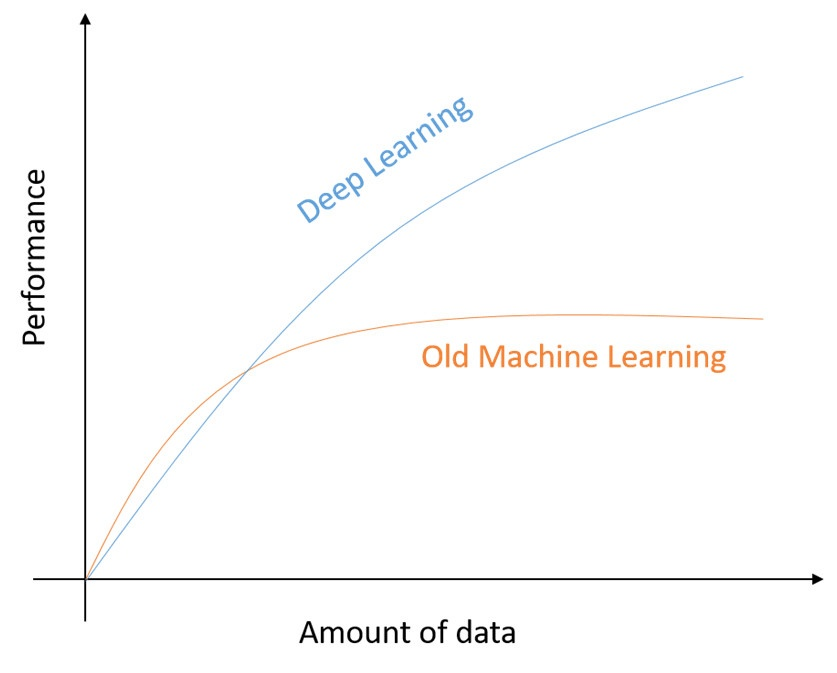 Deep Learning
Performance
Old Machine Learning
Amount of data